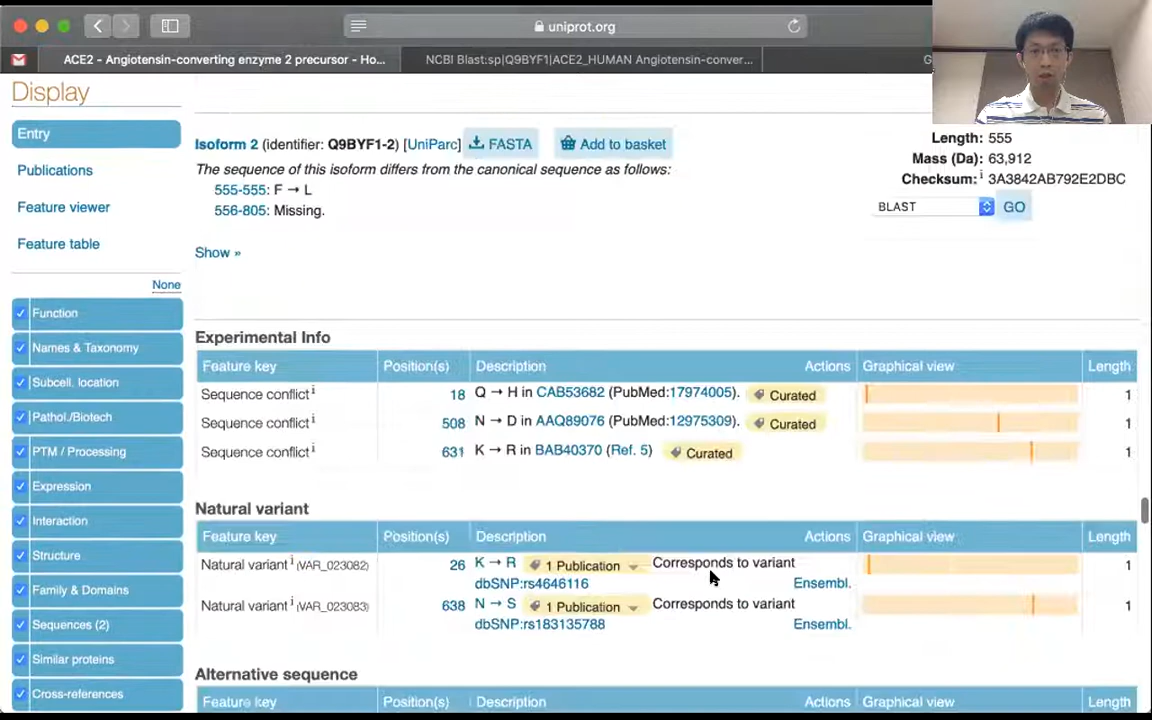 uniprot.org
ACE2 - Angiotensin-converting enzyme 2 precursor - Ho...
NCBI Blast:sp|Q9BYF1|ACE2_HUMAN Angiotensin-conver...
G
Display
Entry
Publications
Feature viewer
Feature table
None
Function
Names & Taxonomy
Subcell. location
Pathol./Biotech
PTM / Processing
Expression
Interaction
Structure
Family & Domains
Sequences (2)
Similar proteins
Cross-references
Isoform 2 (identifier: Q9BYF1-2) [UniParc] FASTA Add to basket
The sequence of this isoform differs from the canonical sequence as follows:
555-555: F → L
556-805: Missing.
Show »
Length: 555
Mass (Da): 63,912
Checksum: i 3A3842AB792E2DBC
BLAST GO
Experimental Info
Feature key Position(s) Description Actions Graphical view Length
Sequence conflict i 18 Q → H in CAB53682 (PubMed:17974005). Curated 1
Sequence conflict i 508 N → D in AAQ89076 (PubMed:12975309). Curated 1
Sequence conflict i 631 K → R in BAB40370 (Ref. 5) Curated 1
Natural variant
Feature key Position(s) Description Actions Graphical view Length
Natural variant i (VAR_023082) 26 K → R 1 Publication Corresponds to variant 1
dbSNP:rs4646116 Ensembl.
Natural variant i (VAR_023083) 638 N → S 1 Publication Corresponds to variant 1
dbSNP:rs183135788 Ensembl.
Alternative sequence
Feature key Position(s) Description Actions Graphical view Length